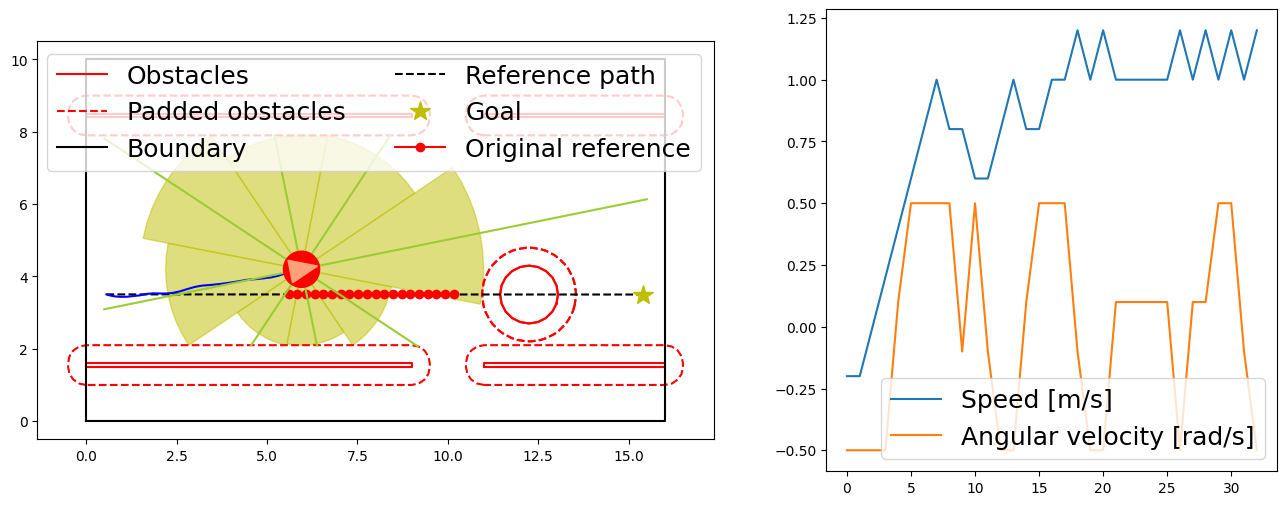 Obstacles
Padded obstacles
Boundary
Reference path
Goal
Original reference
10
8
6
4
2
0
0.0 2.5 5.0 7.5 10.0 12.5 15.0
1.25
1.00
0.75
0.50
0.25
0.00
−0.25
−0.50
Speed [m/s]
Angular velocity [rad/s]
0 5 10 15 20 25 30